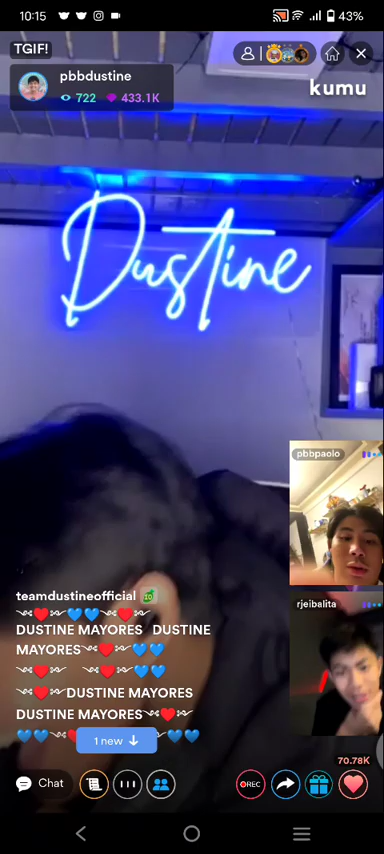 10:15
43%
TGIF!
pbbdustine
722 433.1K
kumu
Dustine
pbbpaolo
teamdustineofficial 10
rjeibalita
DUSTINE MAYORES DUSTINE
MAYORES
DUSTINE MAYORES
DUSTINE MAYORES
1 new
70.78K
Chat
REC